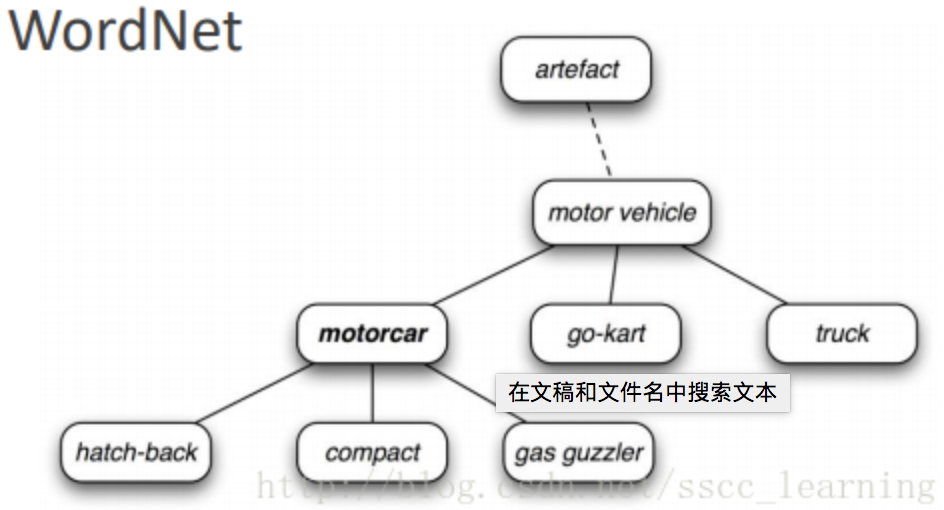 WordNet
artefact
motor vehicle
motorcar
go-kart
truck
在文稿和文件名中搜索文本
hatch-back
compact
gas guzzler
http://blog.csdn.net/sscc_learning